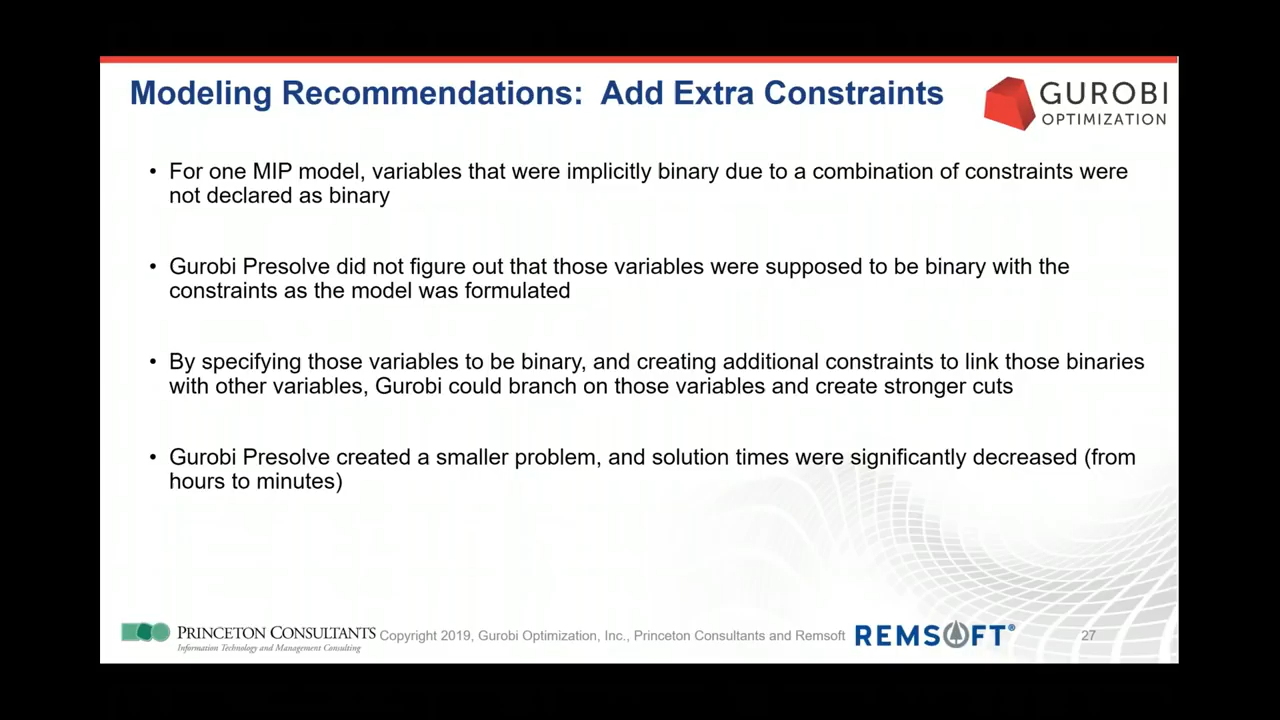 Modeling Recommendations:  Add Extra Constraints
GUROBI
OPTIMIZATION
• For one MIP model, variables that were implicitly binary due to a combination of constraints were
not declared as binary
• Gurobi Presolve did not figure out that those variables were supposed to be binary with the
constraints as the model was formulated
• By specifying those variables to be binary, and creating additional constraints to link those binaries
with other variables, Gurobi could branch on those variables and create stronger cuts
• Gurobi Presolve created a smaller problem, and solution times were significantly decreased (from
hours to minutes)
PRINCETON CONSULTANTS
Information Technology and Management Consulting
Copyright 2019, Gurobi Optimization, Inc., Princeton Consultants and Remsoft
REMSOFT®
27